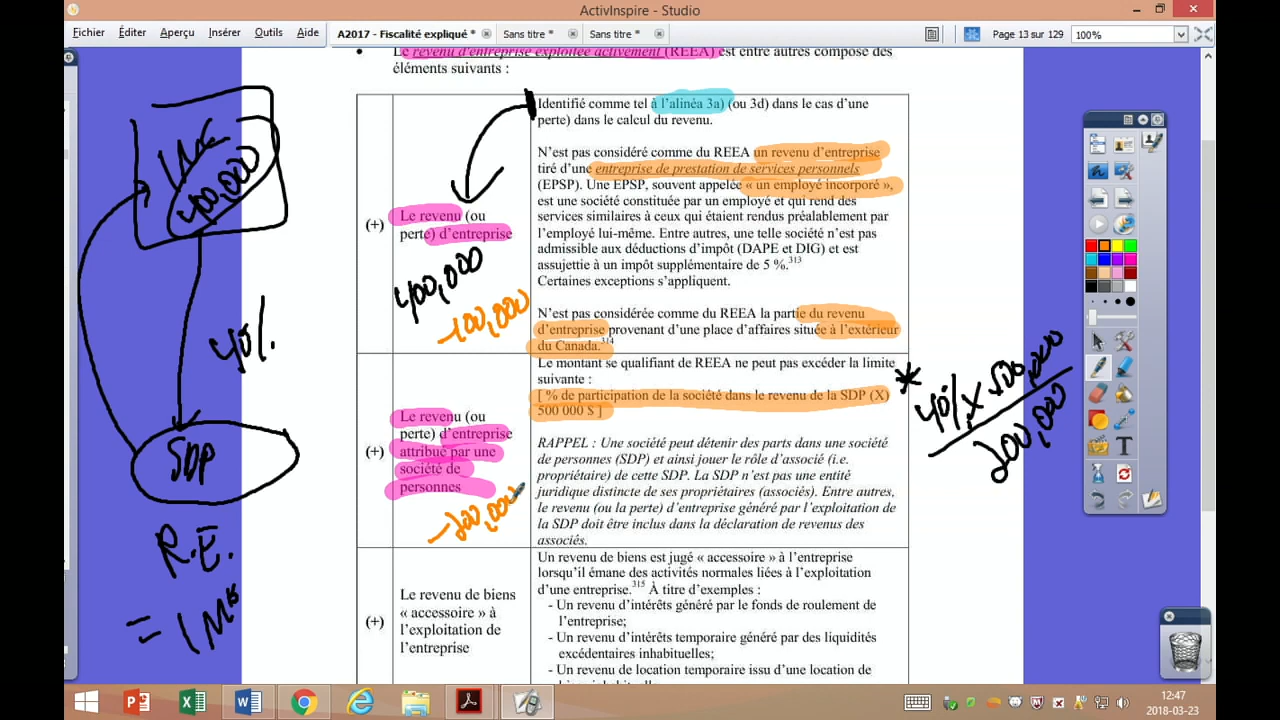 ActivInspire - Studio
Fichier Éditer Aperçu Insérer Outils Aide A2017 - Fiscalité expliqué * Sans titre * Sans titre * Page 13 sur 129 100%
• Le revenu d'entreprise exploitée activement (REEA) est entre autres composé des
éléments suivants :
(+)
Le revenu (ou
perte) d'entreprise
400,000
-100,000
Identifié comme tel à l'alinéa 3a) (ou 3d) dans le cas d'une
perte) dans le calcul du revenu.
N'est pas considéré comme du REEA un revenu d'entreprise
tiré d'une entreprise de prestation de services personnels
(EPSP). Une EPSP, souvent appelée « un employé incorporé »,
est une société constituée par un employé et qui rend des
services similaires à ceux qui étaient rendus préalablement par
l'employé lui-même. Entre autres, une telle société n'est pas
admissible aux déductions d'impôt (DAPE et DIG) et est
assujettie à un impôt supplémentaire de 5 %.313
Certaines exceptions s'appliquent.
N'est pas considérée comme du REEA la partie du revenu
d'entreprise provenant d'une place d'affaires située à l'extérieur
du Canada.314
(+)
Le revenu (ou
perte) d'entreprise
attribué par une
société de
personnes
Le montant se qualifiant de REEA ne peut pas excéder la limite
suivante :
[ % de participation de la société dans le revenu de la SDP (X)
500 000 $ ]
RAPPEL : Une société peut détenir des parts dans une société
de personnes (SDP) et ainsi jouer le rôle d'associé (i.e.
propriétaire) de cette SDP. La SDP n'est pas une entité
juridique distincte de ses propriétaires (associés). Entre autres,
le revenu (ou la perte) d'entreprise généré par l'exploitation de
la SDP doit être inclus dans la déclaration de revenus des
associés.
(+)
Le revenu de biens
« accessoire » à
l'exploitation de
l'entreprise
Un revenu de biens est jugé « accessoire » à l'entreprise
lorsqu'il émane des activités normales liées à l'exploitation
d'une entreprise.315 À titre d'exemples :
- Un revenu d'intérêts généré par le fonds de roulement de
l'entreprise;
- Un revenu d'intérêts temporaire généré par des liquidités
excédentaires inhabituelles;
- Un revenu de location temporaire issu d'une location de
400,000
40%
SDP
R.E.
= 1M$
* 40% X 500,000
200,000
12:47
2018-03-23